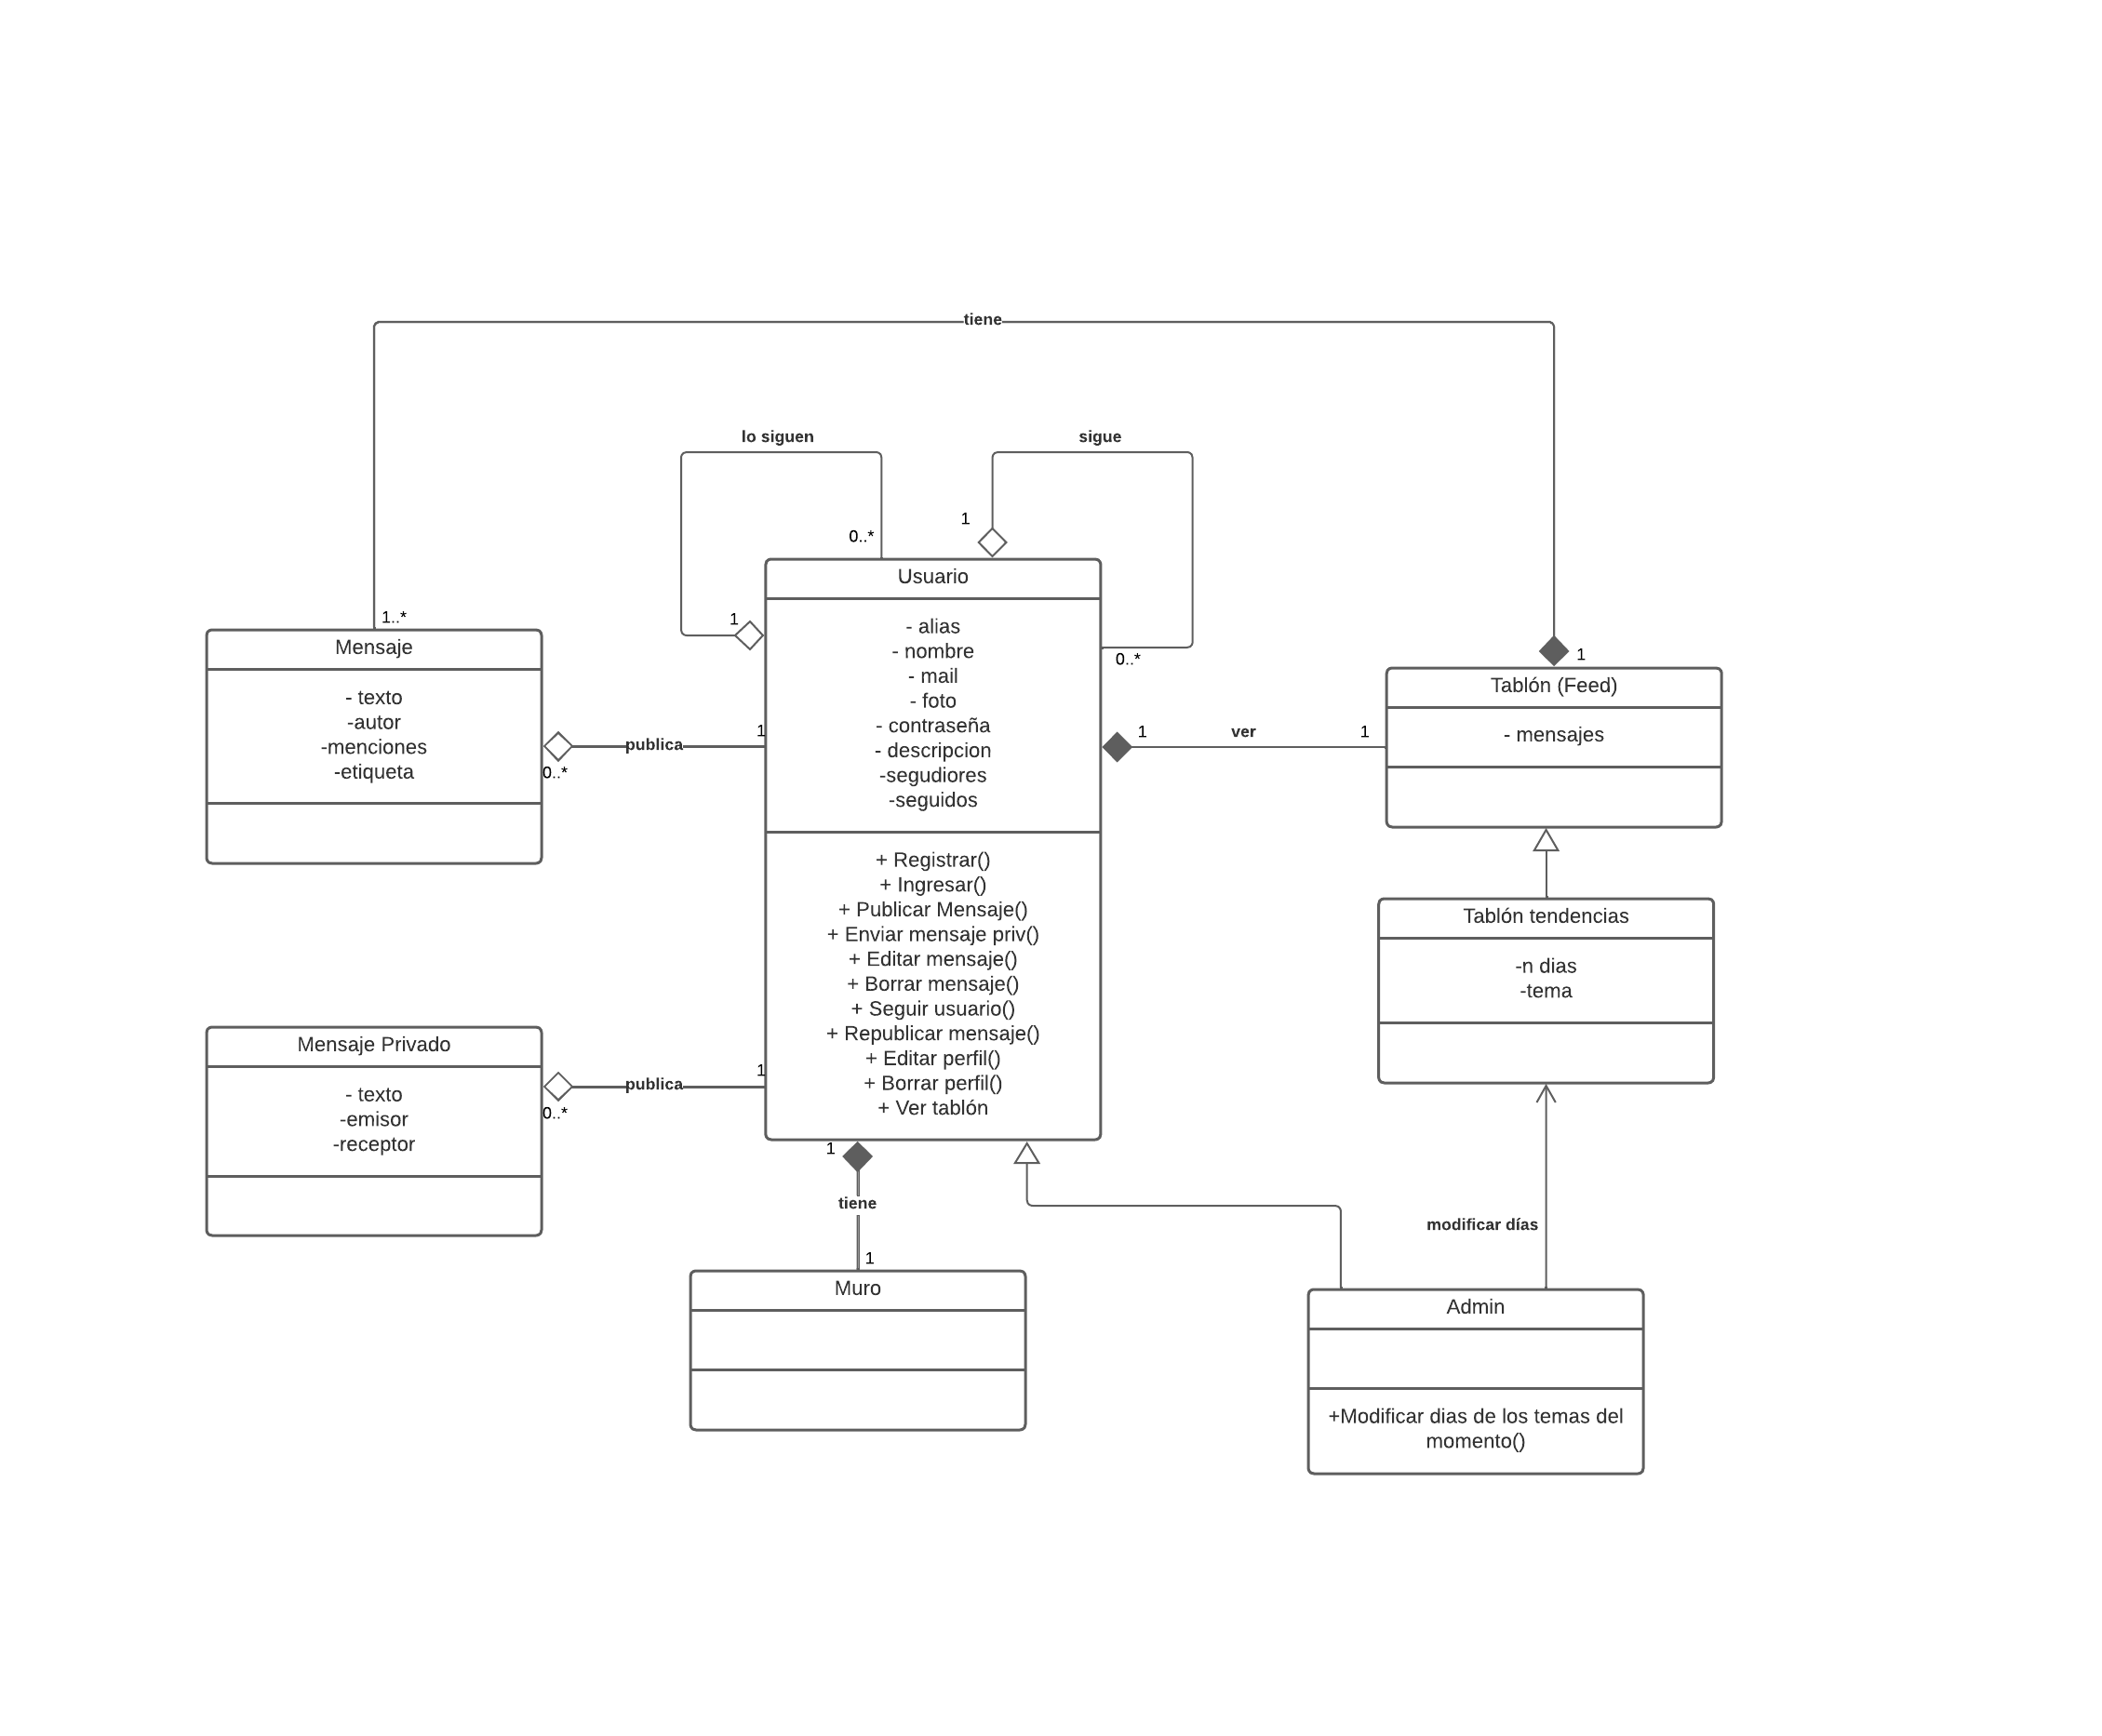 tiene
lo siguen
sigue
1
0..*
1
0..*
1..*
1
Mensaje
- texto
-autor
-menciones
-etiqueta
publica
1
0..*
Usuario
- alias
- nombre
- mail
- foto
- contraseña
- descripcion
-segudiores
-seguidos
+ Registrar()
+ Ingresar()
+ Publicar Mensaje()
+ Enviar mensaje priv()
+ Editar mensaje()
+ Borrar mensaje()
+ Seguir usuario()
+ Republicar mensaje()
+ Editar perfil()
+ Borrar perfil()
+ Ver tablón
1
ver
1
Tablón (Feed)
- mensajes
Tablón tendencias
-n dias
-tema
Mensaje Privado
- texto
-emisor
-receptor
publica
1
0..*
1
tiene
1
Muro
modificar días
Admin
+Modificar dias de los temas del
momento()